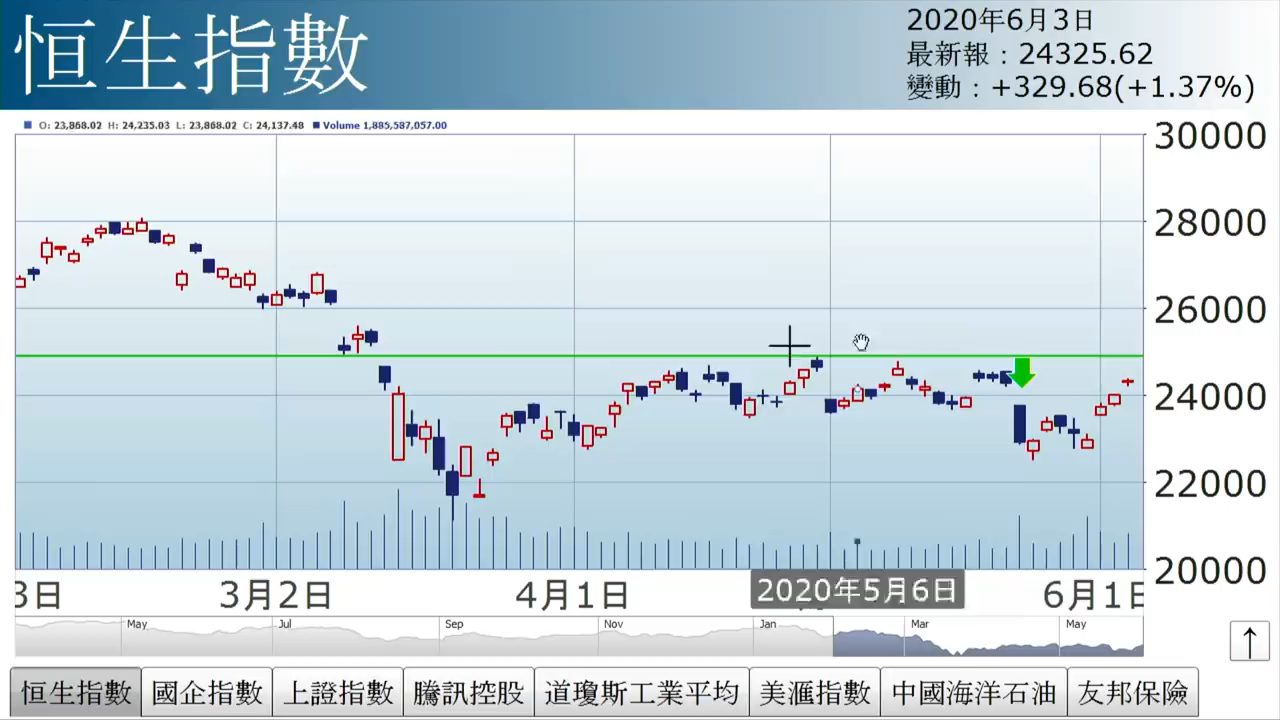 恒生指數
2020年6月3日
最新報：24325.62
變動：+329.68(+1.37%)
O: 23,868.02 H: 24,235.03 L: 23,868.02 C: 24,137.48 Volume 1,885,587,057.00
30000
28000
26000
24000
22000
20000
3日 3月2日 4月1日 2020年5月6日 6月1日
May Jul Sep Nov Jan Mar May
↑
恒生指數 國企指數 上證指數 騰訊控股 道瓊斯工業平均 美滙指數 中國海洋石油 友邦保險